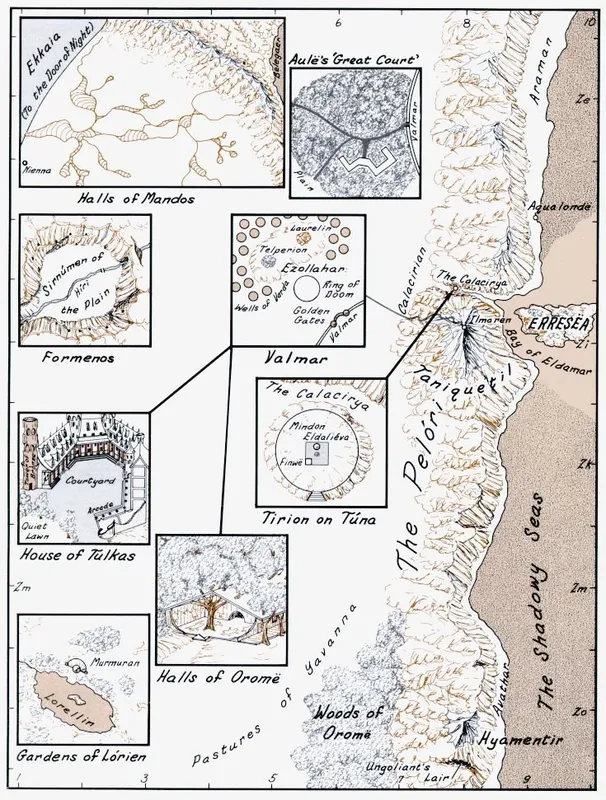 6
8
10
Ekkaia
(To the Door of Night)
Belegaer
Nienna
Halls of Mandos
Aulë's 'Great Court'
Valmar
Plain
Araman
Ze
Alqualondë
Sirnúmen of
Híri
the Plain
Formenos
Laurelin
Telperion
Ezollahar
Ring of
Doom
Wells of Varda
Golden
Gates
Valmar
Valmar
Calacirian
The Calacirya
Ilmaren
ERRESËA
Zi
Bay of Eldamar
Taniquetil
The Calacirya
Mindon
Eldaliéva
Finwë
Tirion on Túna
The Pelóri
Courtyard
Arcade
Quiet
Lawn
House of Tulkas
Zk
The Shadowy Seas
Zm
Zm
Halls of Oromë
Murmuran
Lorellin
Gardens of Lórien
Pastures of Yavanna
Woods of
Oromë
Avathar
Zo
Hyarmentir
Ungoliant's
Lair
1
3
5
7
9